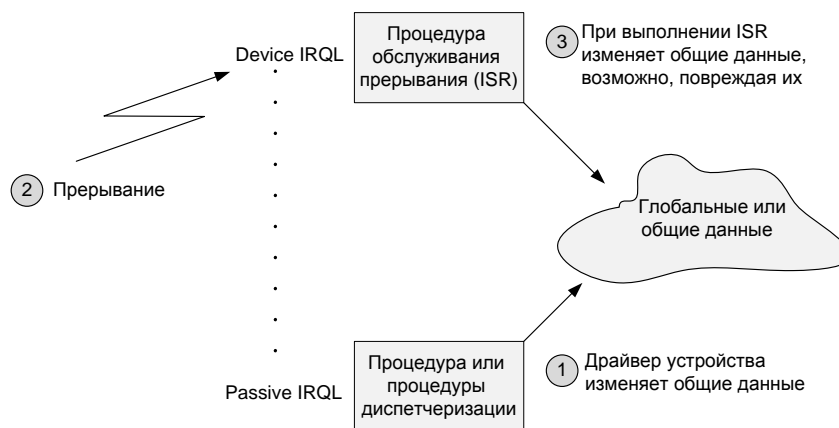 Device IRQL
Процедура
обслуживания
прерывания (ISR)
3
При выполнении ISR
изменяет общие данные,
возможно, повреждая их
2
Прерывание
Глобальные или
общие данные
Passive IRQL
Процедура или
процедуры
диспетчеризации
1
Драйвер устройства
изменяет общие данные